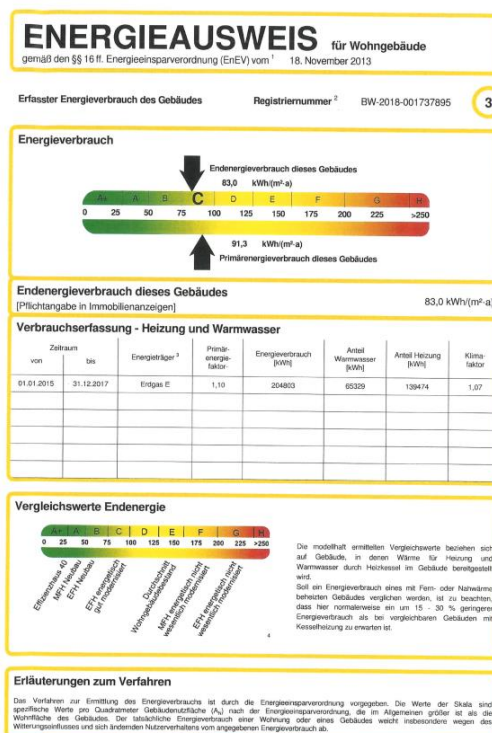 ENERGIEAUSWEIS für Wohngebäude
gemäß den §§ 16 ff. Energieeinsparverordnung (EnEV) vom 1 18. November 2013
Erfasster Energieverbrauch des Gebäudes Registriernummer 2 BW-2018-001737895 3
Energieverbrauch
Endenergieverbrauch dieses Gebäudes
83,0 kWh/(m²·a)
A+ A B C D E F G H
0 25 50 75 100 125 150 175 200 225 >250
91,3 kWh/(m²·a)
Primärenergieverbrauch dieses Gebäudes
Endenergieverbrauch dieses Gebäudes
[Pflichtangabe in Immobilienanzeigen] 83,0 kWh/(m²·a)
Verbrauchserfassung - Heizung und Warmwasser
Zeitraum
von bis
Energieträger 3
Primär-
energie-
faktor-
Energieverbrauch
[kWh]
Anteil
Warmwasser
[kWh]
Anteil Heizung
[kWh]
Klima-
faktor
01.01.2015 31.12.2017 Erdgas E 1,10 204803 65329 139474 1,07
Vergleichswerte Endenergie
A+ A B C D E F G H
0 25 50 75 100 125 150 175 200 225 >250
Effizienzhaus 40
MFH Neubau
EFH Neubau
EFH energetisch
gut modernisiert
Durchschnitt
Wohngebäudebestand
MFH energetisch nicht
wesentlich modernisiert
EFH energetisch nicht
wesentlich modernisiert
4
Die modellhaft ermittelten Vergleichswerte beziehen sich
auf Gebäude, in denen Wärme für Heizung und
Warmwasser durch Heizkessel im Gebäude bereitgestellt
wird.
Soll ein Energieverbrauch eines mit Fern- oder Nahwärme
beheizten Gebäudes verglichen werden, ist zu beachten,
dass hier normalerweise ein um 15 - 30 % geringerer
Energieverbrauch als bei vergleichbaren Gebäuden mit
Kesselheizung zu erwarten ist.
Erläuterungen zum Verfahren
Das Verfahren zur Ermittlung des Energieverbrauchs ist durch die Energieeinsparverordnung vorgegeben. Die Werte der Skala sind
spezifische Werte pro Quadratmeter Gebäudenutzfläche (AN) nach der Energieeinsparverordnung, die im Allgemeinen größer ist als die
Wohnfläche des Gebäudes. Der tatsächliche Energieverbrauch einer Wohnung oder eines Gebäudes weicht insbesondere wegen des
Witterungseinflusses und sich ändernden Nutzerverhaltens vom angegebenen Energieverbrauch ab.